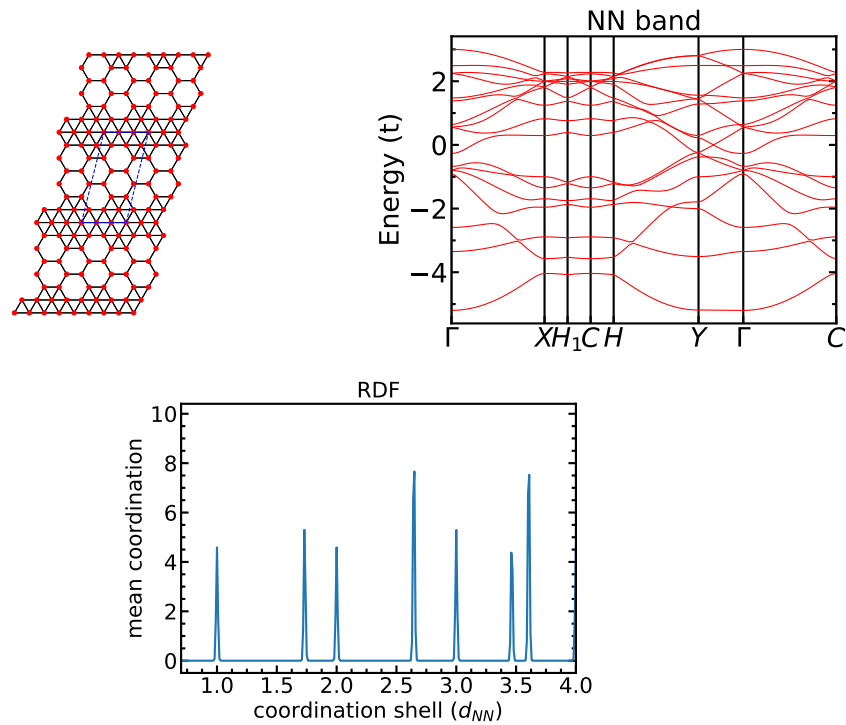 NN band
Energy (t)
2
0
−2
−4
Γ X H₁ C H Y Γ C
RDF
mean coordination
10
8
6
4
2
0
1.0 1.5 2.0 2.5 3.0 3.5 4.0
coordination shell (d_NN)